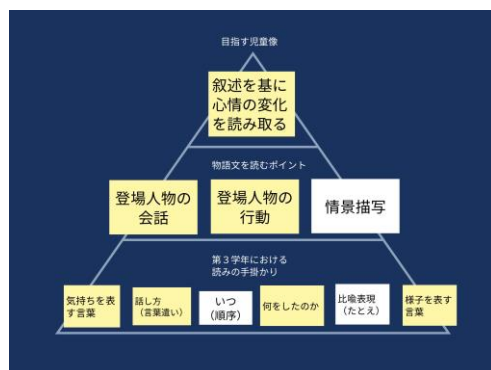 目指す児童像
叙述を基に
心情の変化
を読み取る
物語文を読むポイント
登場人物の
会話
登場人物の
行動
情景描写
第３学年における
読みの手掛かり
気持ちを表
す言葉
話し方
（言葉遣い）
いつ
（順序）
何をしたのか
比喩表現
（たとえ）
様子を表す
言葉